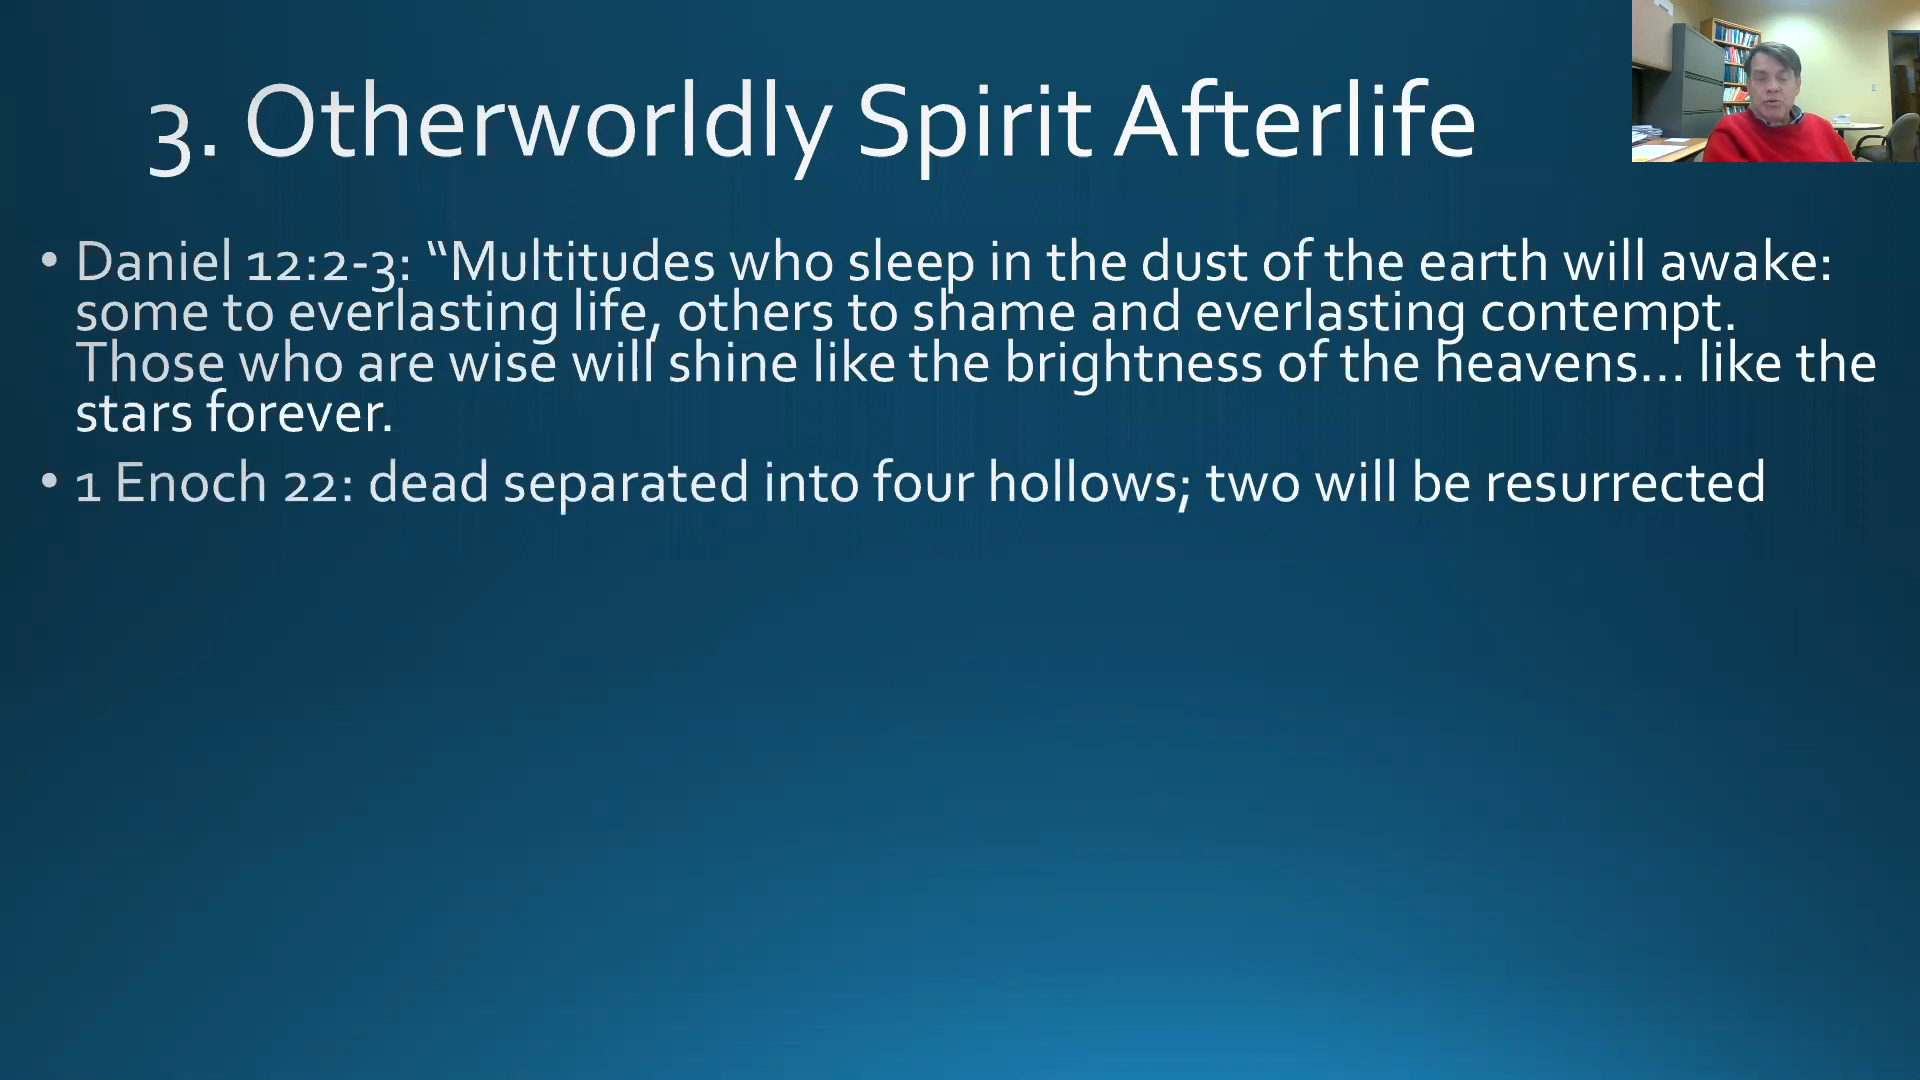 3. Otherworldly Spirit Afterlife
• Daniel 12:2-3: “Multitudes who sleep in the dust of the earth will awake:
some to everlasting life, others to shame and everlasting contempt.
Those who are wise will shine like the brightness of the heavens... like the
stars forever.
• 1 Enoch 22: dead separated into four hollows; two will be resurrected